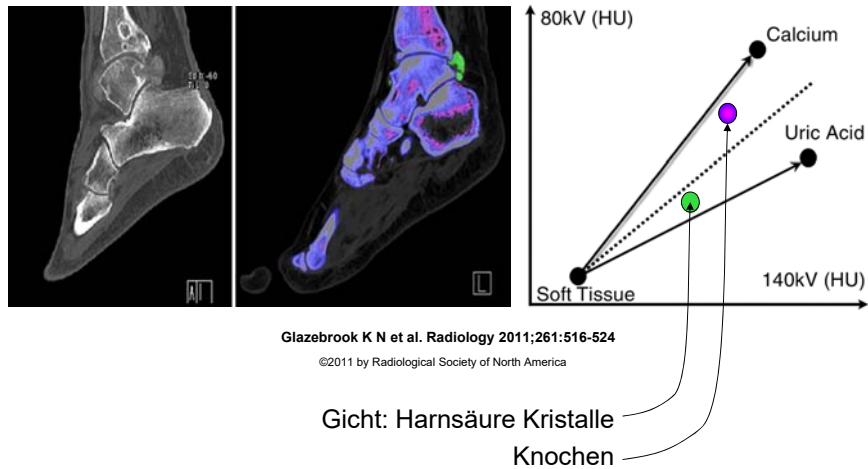 80kV (HU)
Calcium
Uric Acid
140kV (HU)
Soft Tissue
L
Glazebrook K N et al. Radiology 2011;261:516-524
©2011 by Radiological Society of North America
Gicht: Harnsäure Kristalle
Knochen